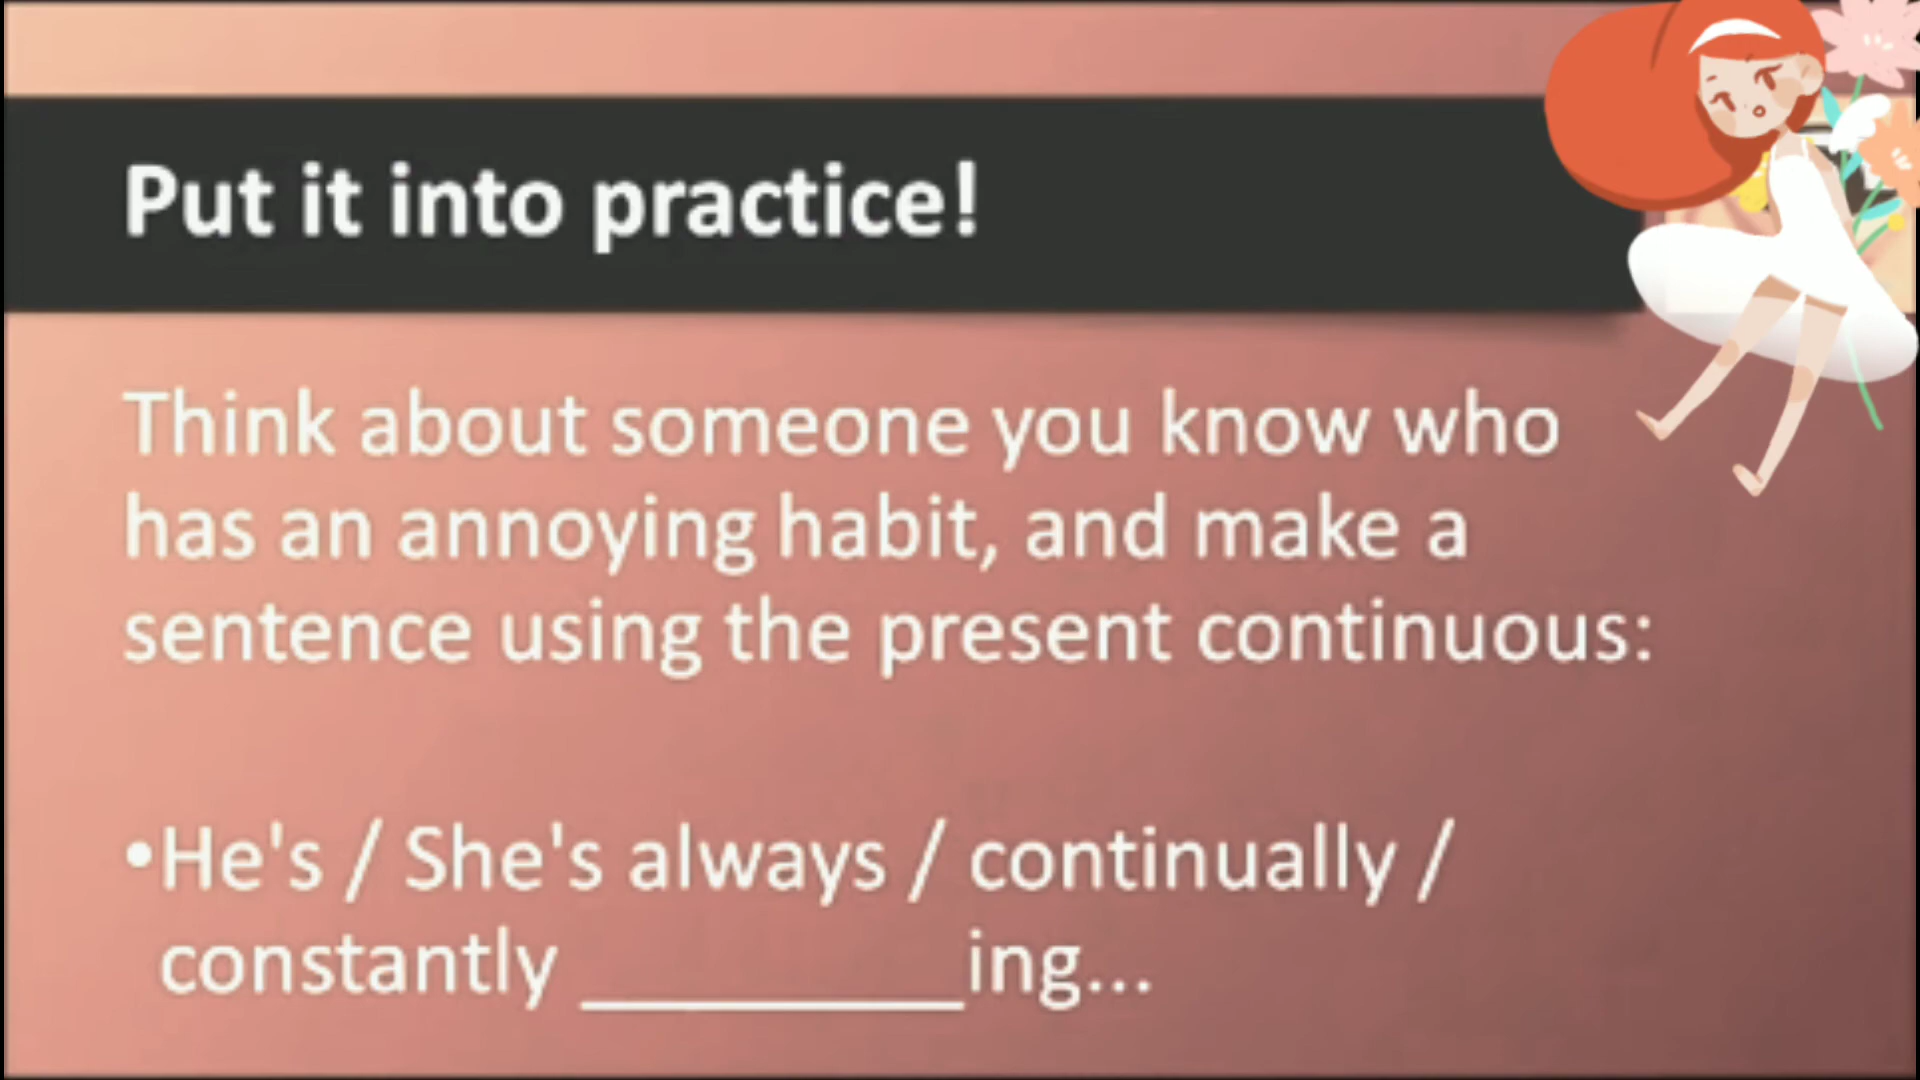 Put it into practice!
Think about someone you know who
has an annoying habit, and make a
sentence using the present continuous:
•He's / She's always / continually /
constantly _________ing...